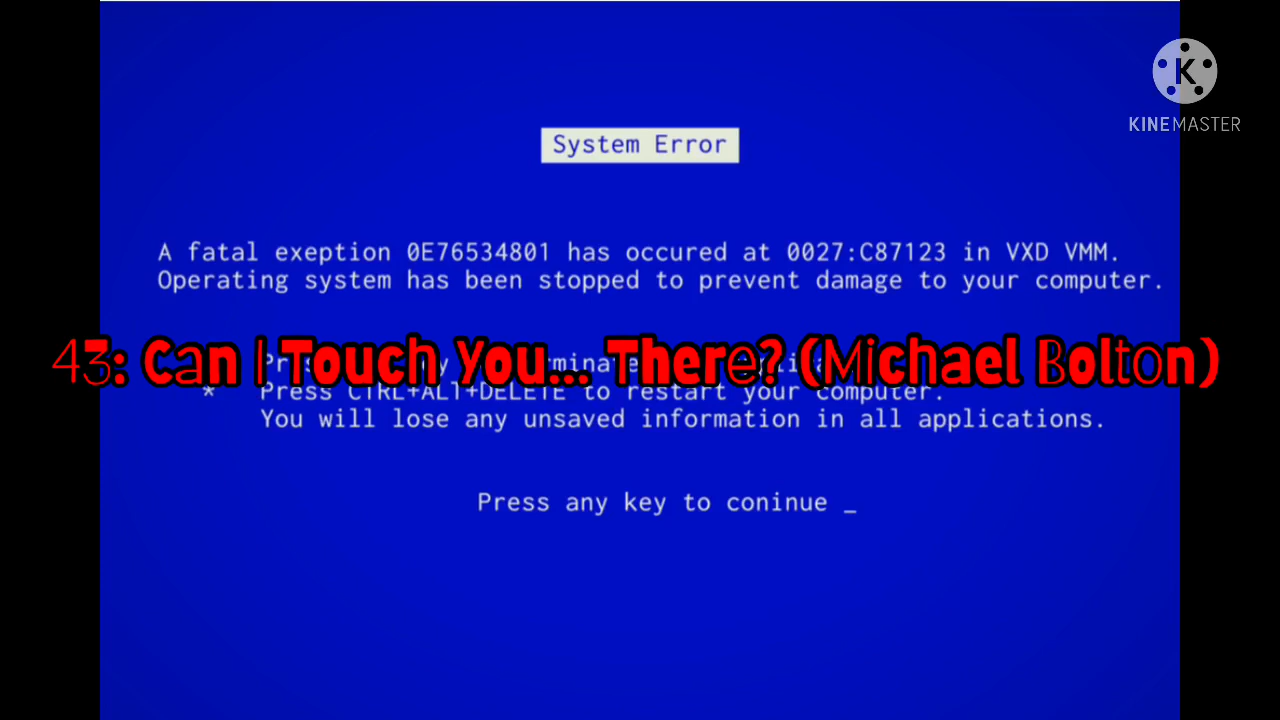 KINEMASTER
System Error
A fatal exeption 0E76534801 has occured at 0027:C87123 in VXD VMM.
Operating system has been stopped to prevent damage to your computer.
43: Can I Touch You... There? (Michael Bolton)
* Press CTRL+ALT+DELETE to restart your computer.
You will lose any unsaved information in all applications.
Press any key to coninue _